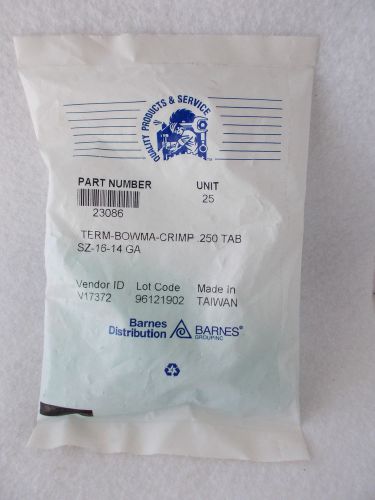 QUALITY PRODUCTS & SERVICE
TM
PART NUMBER UNIT
23086 25
TERM-BOWMA-CRIMP .250 TAB
SZ-16-14 GA
Vendor ID Lot Code Made in
V17372 96121902 TAIWAN
Barnes Distribution BARNES®
GROUP INC